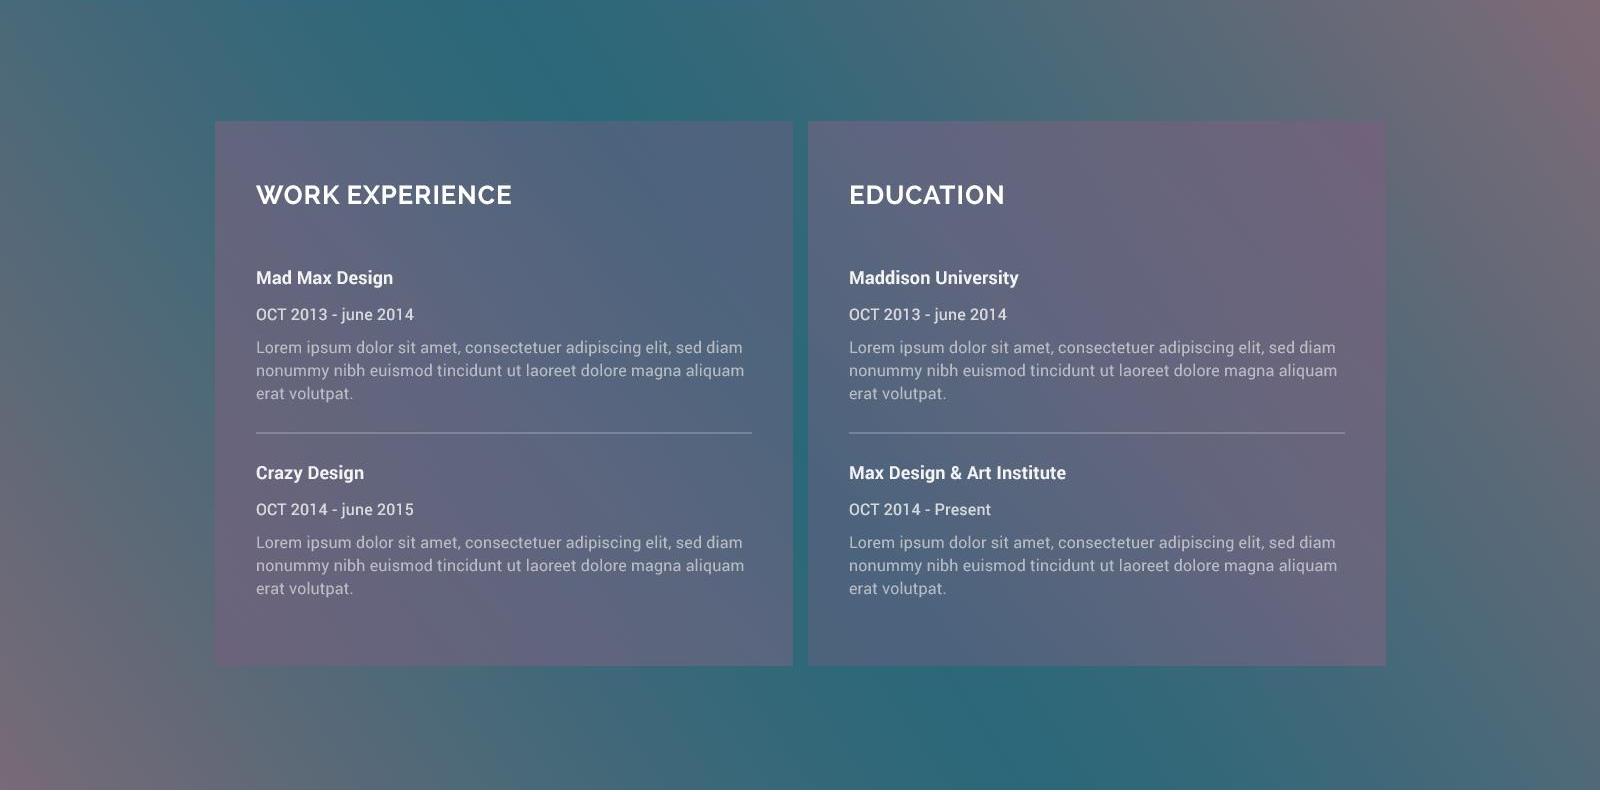 WORK EXPERIENCE
Mad Max Design
OCT 2013 - june 2014
Lorem ipsum dolor sit amet, consectetuer adipiscing elit, sed diam
nonummy nibh euismod tincidunt ut laoreet dolore magna aliquam
erat volutpat.
Crazy Design
OCT 2014 - june 2015
Lorem ipsum dolor sit amet, consectetuer adipiscing elit, sed diam
nonummy nibh euismod tincidunt ut laoreet dolore magna aliquam
erat volutpat.
EDUCATION
Maddison University
OCT 2013 - june 2014
Lorem ipsum dolor sit amet, consectetuer adipiscing elit, sed diam
nonummy nibh euismod tincidunt ut laoreet dolore magna aliquam
erat volutpat.
Max Design & Art Institute
OCT 2014 - Present
Lorem ipsum dolor sit amet, consectetuer adipiscing elit, sed diam
nonummy nibh euismod tincidunt ut laoreet dolore magna aliquam
erat volutpat.